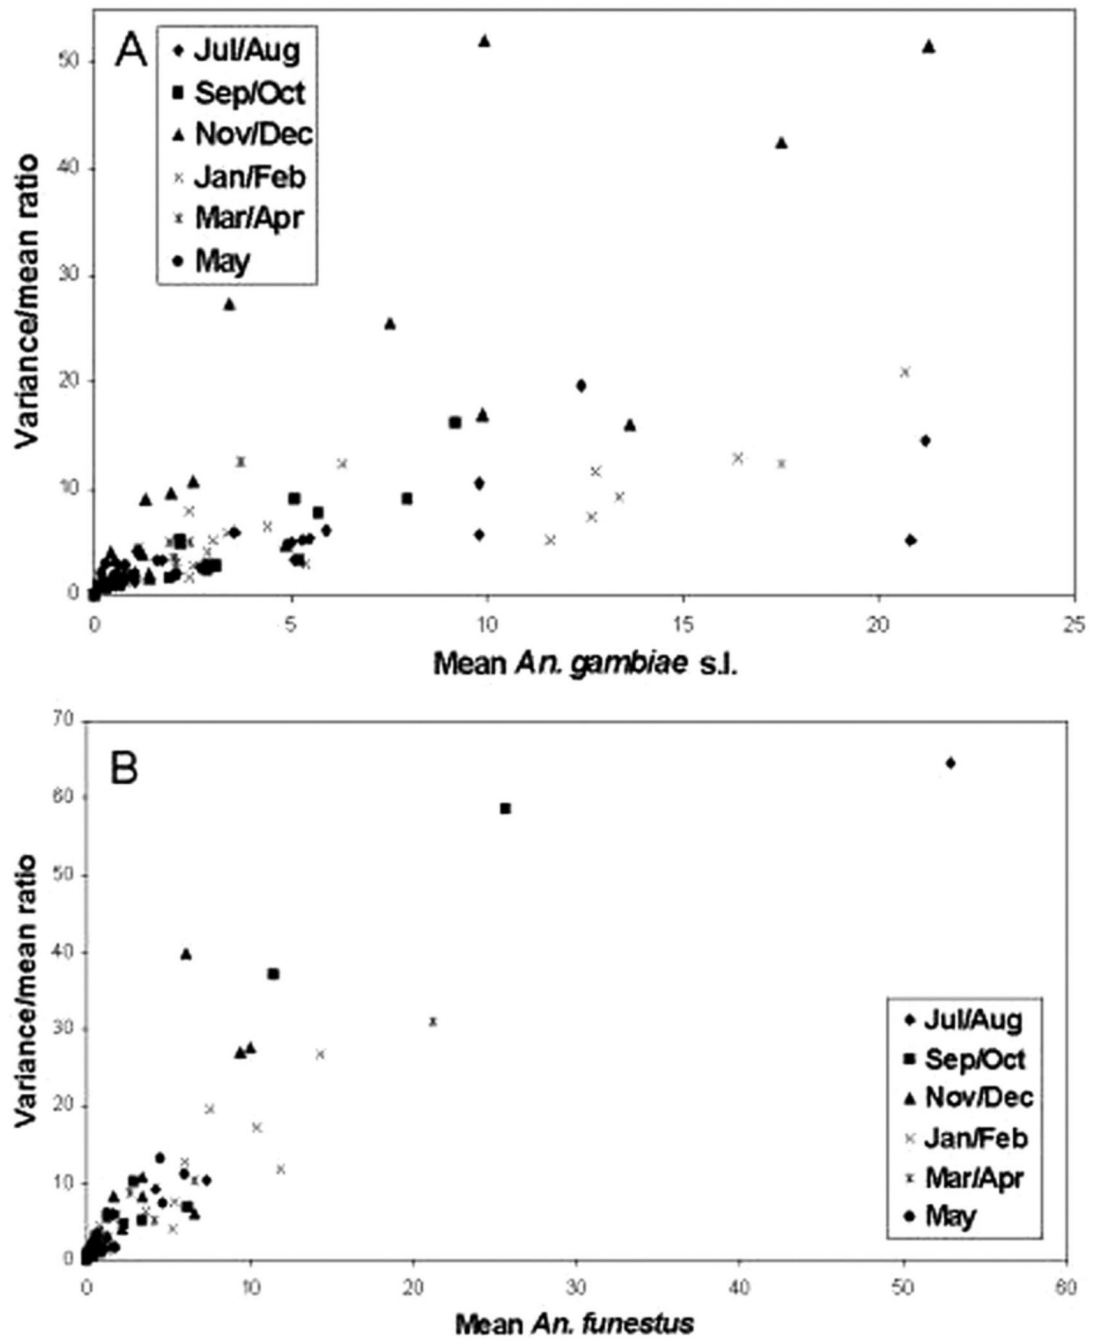 A
Jul/Aug
Sep/Oct
Nov/Dec
Jan/Feb
Mar/Apr
May
Variance/mean ratio
50
40
30
20
10
0
0 5 10 15 20 25
Mean An. gambiae s.l.
B
70
60
50
40
30
20
10
0
Variance/mean ratio
Jul/Aug
Sep/Oct
Nov/Dec
Jan/Feb
Mar/Apr
May
0 10 20 30 40 50 60
Mean An. funestus